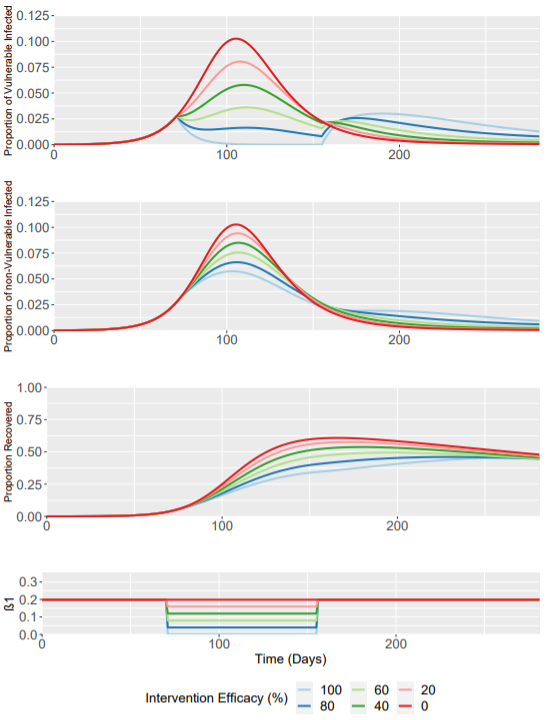 Proportion of Vulnerable Infected
0.125
0.100
0.075
0.050
0.025
0.000
0 100 200
Proportion of non-Vulnerable Infected
0.125
0.100
0.075
0.050
0.025
0.000
0 100 200
Proportion Recovered
1.00
0.75
0.50
0.25
0.00
0 100 200
ß1
0.3
0.2
0.1
0.0
0 100 200
Time (Days)
Intervention Efficacy (%) 100 60 20
80 40 0